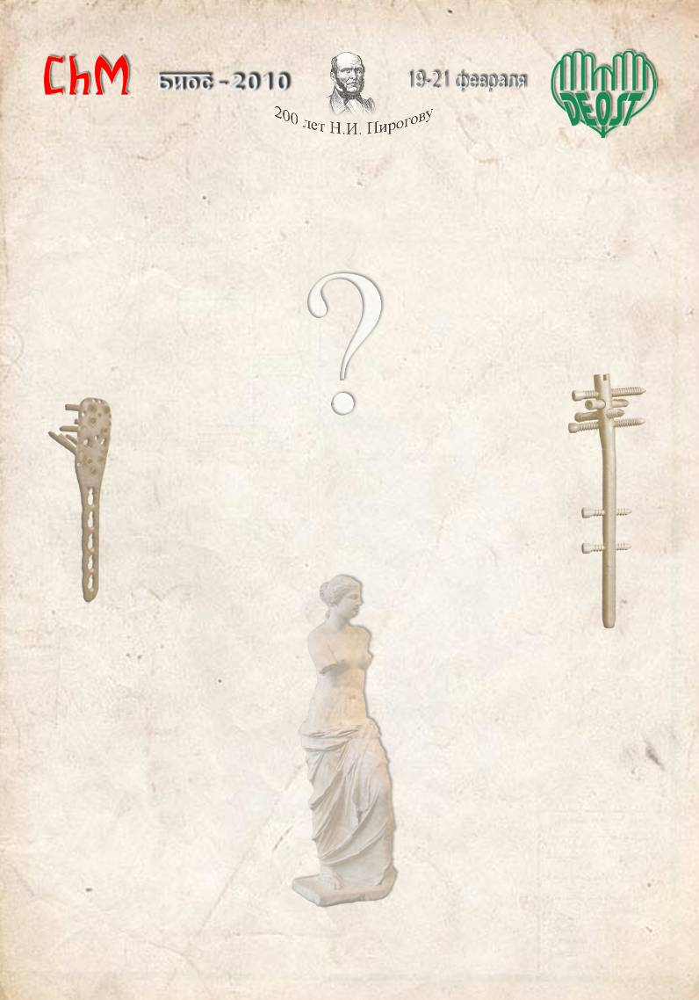 ChM
биос - 2010
200 лет Н.И. Пирогову
19-21 февраля
DEOST
?